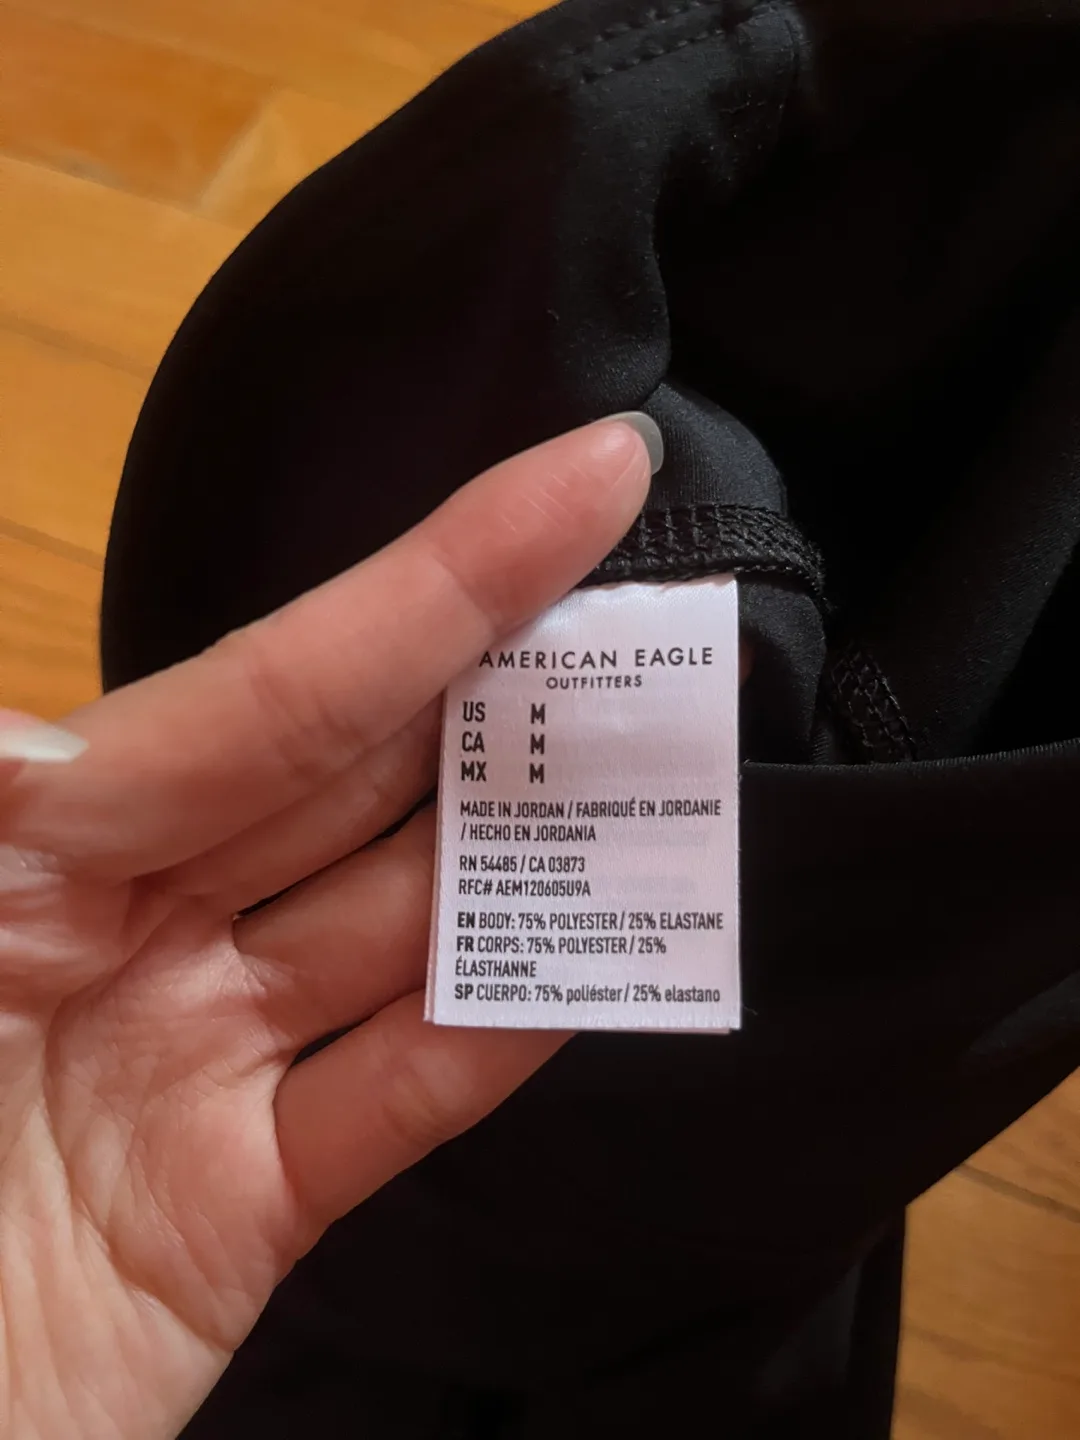 AMERICAN EAGLE
OUTFITTERS
US M
CA M
MX M
MADE IN JORDAN / FABRIQUÉ EN JORDANIE
/ HECHO EN JORDANIA
RN 54485 / CA 03873
RFC# AEM120605U9A
EN BODY: 75% POLYESTER / 25% ELASTANE
FR CORPS: 75% POLYESTER / 25%
ÉLASTHANNE
SP CUERPO: 75% poliéster / 25% elastano